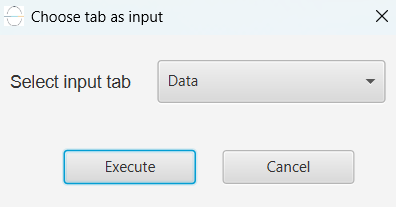 Choose tab as input
Select input tab Data
Execute Cancel